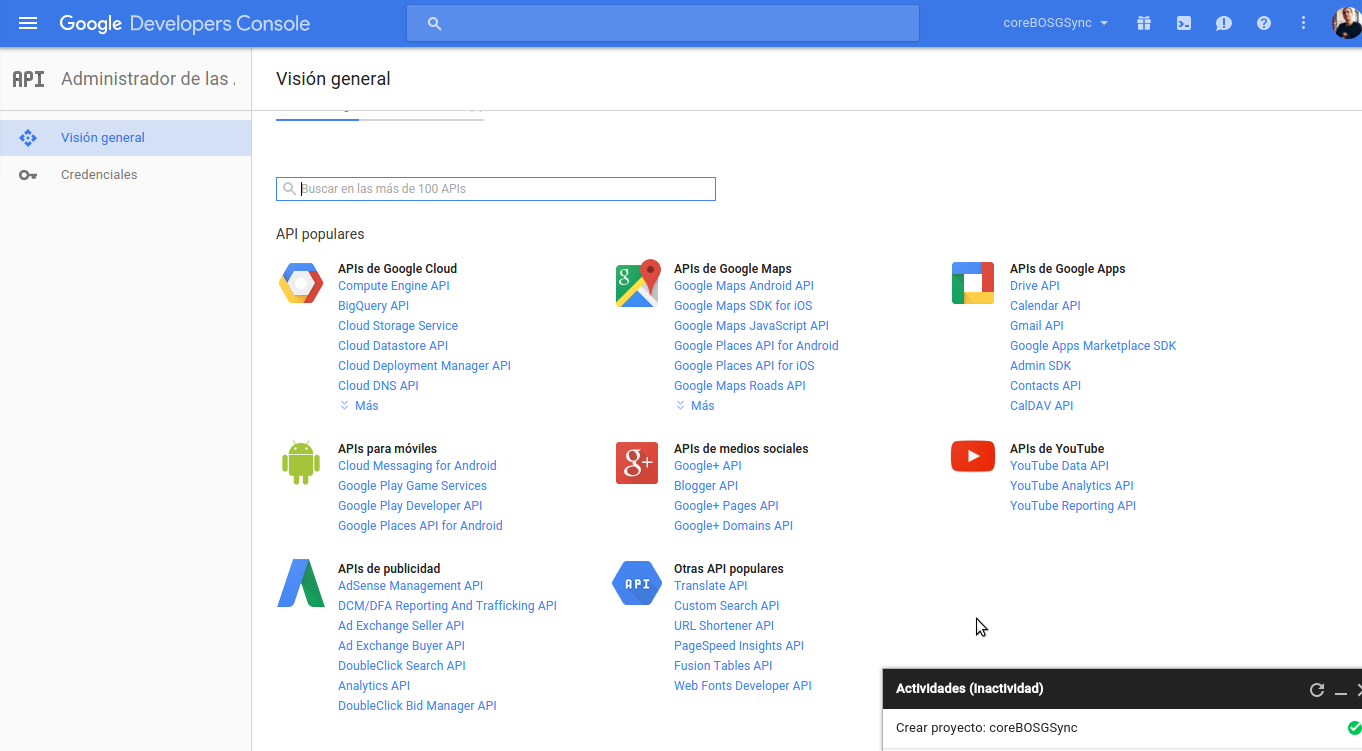 Google Developers Console
coreBOSGSync
API Administrador de las
Visión general
Visión general
Credenciales
Buscar en las más de 100 APIs
API populares
APIs de Google Cloud
Compute Engine API
BigQuery API
Cloud Storage Service
Cloud Datastore API
Cloud Deployment Manager API
Cloud DNS API
Más
APIs de Google Maps
Google Maps Android API
Google Maps SDK for iOS
Google Maps JavaScript API
Google Places API for Android
Google Places API for iOS
Google Maps Roads API
Más
APIs de Google Apps
Drive API
Calendar API
Gmail API
Google Apps Marketplace SDK
Admin SDK
Contacts API
CalDAV API
APIs para móviles
Cloud Messaging for Android
Google Play Game Services
Google Play Developer API
Google Places API for Android
g+
APIs de medios sociales
Google+ API
Blogger API
Google+ Pages API
Google+ Domains API
APIs de YouTube
YouTube Data API
YouTube Analytics API
YouTube Reporting API
APIs de publicidad
AdSense Management API
DCM/DFA Reporting And Trafficking API
Ad Exchange Seller API
Ad Exchange Buyer API
DoubleClick Search API
Analytics API
DoubleClick Bid Manager API
API
Otras API populares
Translate API
Custom Search API
URL Shortener API
PageSpeed Insights API
Fusion Tables API
Web Fonts Developer API
Actividades (Inactividad)
Crear proyecto: coreBOSGSync